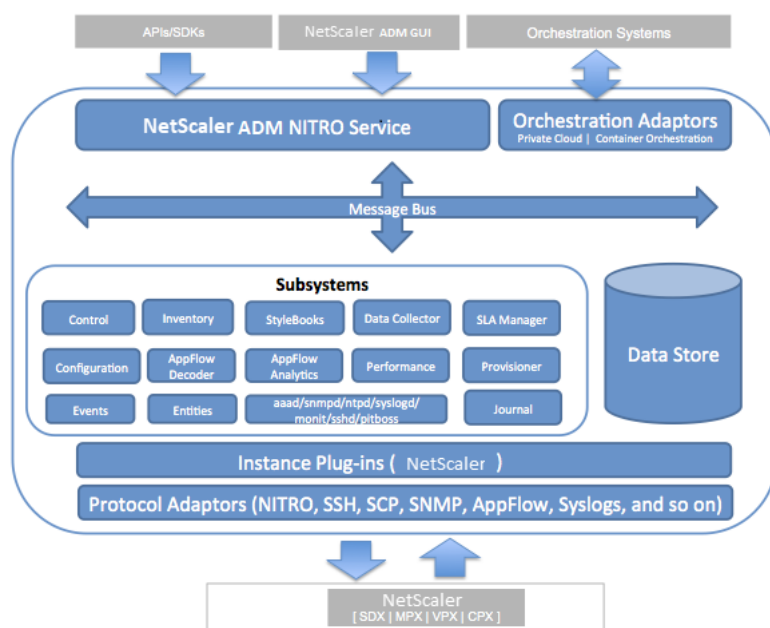 APIs/SDKs
NetScaler ADM GUI
Orchestration Systems
NetScaler ADM NITRO Service
Orchestration Adaptors
Private Cloud | Container Orchestration
Message Bus
Subsystems
Control
Inventory
StyleBooks
Data Collector
SLA Manager
Configuration
AppFlow
Decoder
AppFlow
Analytics
Performance
Provisioner
Events
Entities
aaad/snmpd/ntpd/syslogd/
monit/sshd/pitboss
Journal
Data Store
Instance Plug-ins ( NetScaler )
Protocol Adaptors (NITRO, SSH, SCP, SNMP, AppFlow, Syslogs, and so on)
NetScaler
[ SDX | MPX | VPX | CPX ]